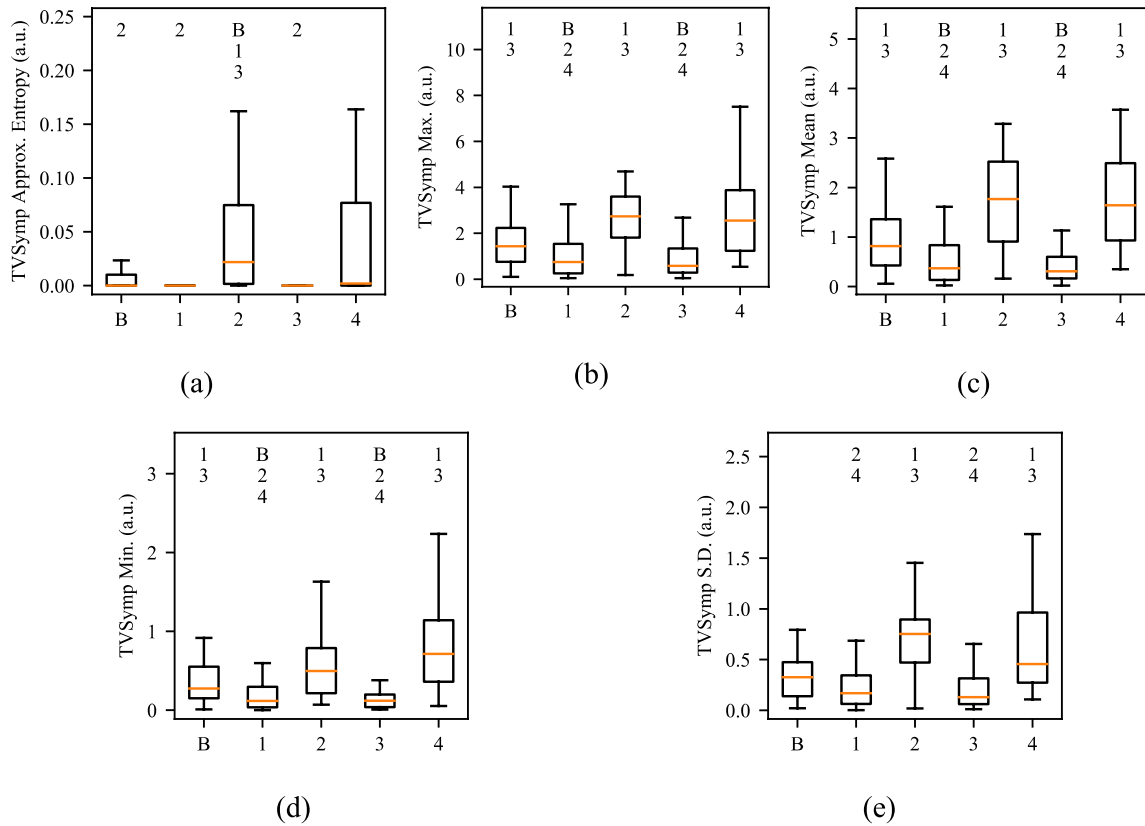 TVSymp Approx. Entropy (a.u.)
0.25
0.20
0.15
0.10
0.05
0.00
2 2 B 2
1
3
B 1 2 3 4
(a)
TVSymp Max. (a.u.)
10
8
6
4
2
0
1 B 1 B 1
3 2 3 2 3
4 4
B 1 2 3 4
(b)
TVSymp Mean (a.u.)
5
4
3
2
1
0
1 B 1 B 1
3 2 3 2 3
4 4
B 1 2 3 4
(c)
TVSymp Min. (a.u.)
3
2
1
0
1 B 1 B 1
3 2 3 2 3
4 4
B 1 2 3 4
(d)
TVSymp S.D. (a.u.)
2.5
2.0
1.5
1.0
0.5
0.0
2 1 2 1
4 3 4 3
B 1 2 3 4
(e)